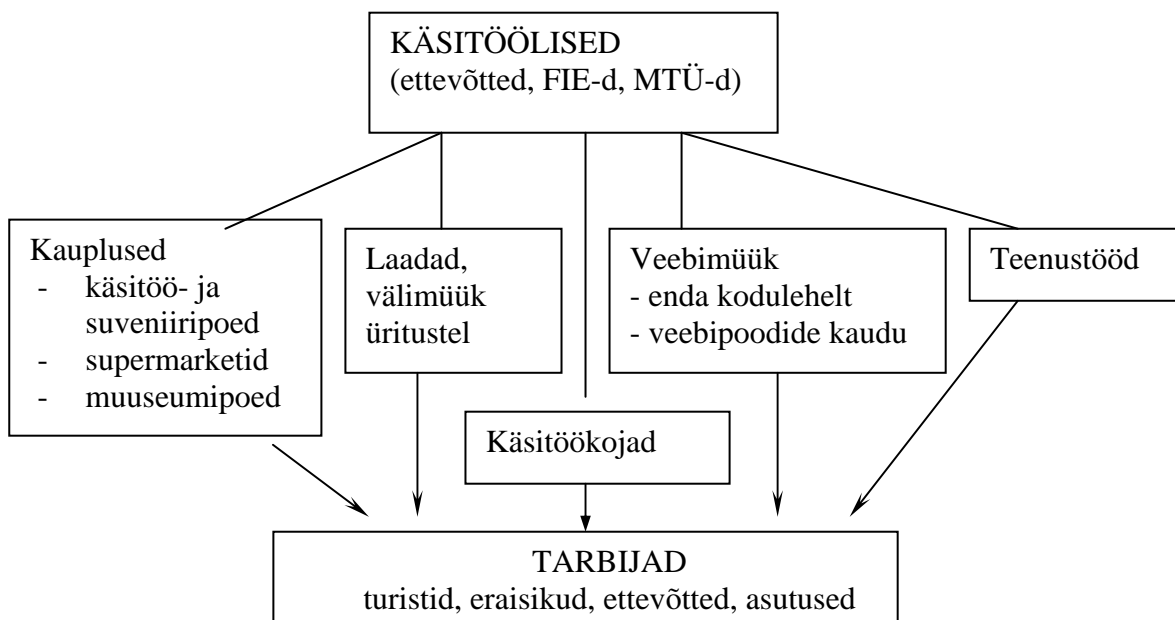 KÄSITÖÖLISED
(ettevõtted, FIE-d, MTÜ-d)
Kauplused
- käsitöö- ja
suveniiripoed
- supermarketid
- muuseumipoed
Laadad,
välimüük
üritustel
Veebimüük
- enda kodulehelt
- veebipoodide kaudu
Teenustööd
Käsitöökojad
TARBIJAD
turistid, eraisikud, ettevõtted, asutused